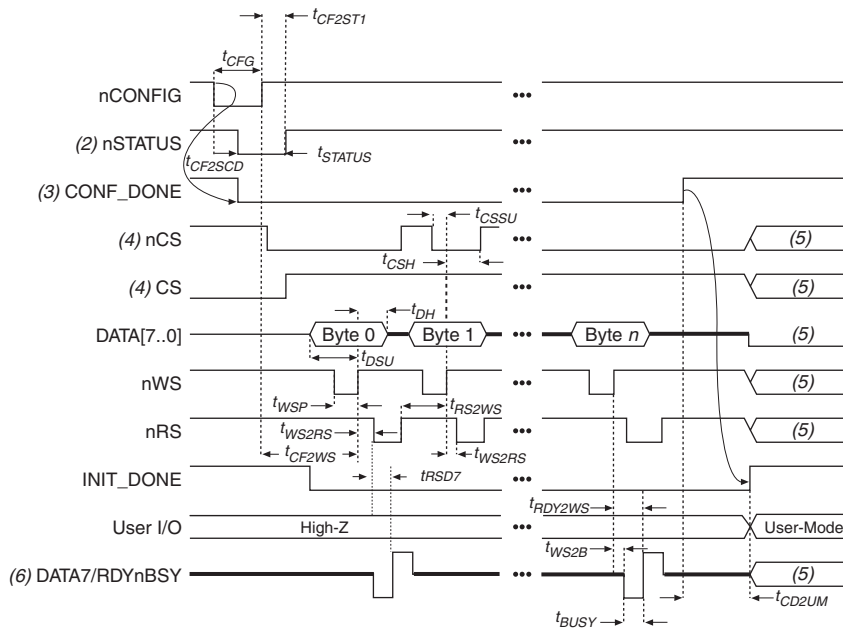 tCF2ST1
tCFG
nCONFIG
(2) nSTATUS
tSTATUS
tCF2SCD
(3) CONF_DONE
tCSSU
(4) nCS
(5)
tCSH
(4) CS
(5)
tDH
DATA[7..0]
Byte 0
Byte 1
Byte n
(5)
tDSU
nWS
(5)
tWSP
tRS2WS
nRS
(5)
tWS2RS
tWS2RS
tCF2WS
INIT_DONE
tRSD7
tRDY2WS
User I/O
High-Z
User-Mode
tWS2B
(6) DATA7/RDYnBSY
(5)
tCD2UM
tBUSY